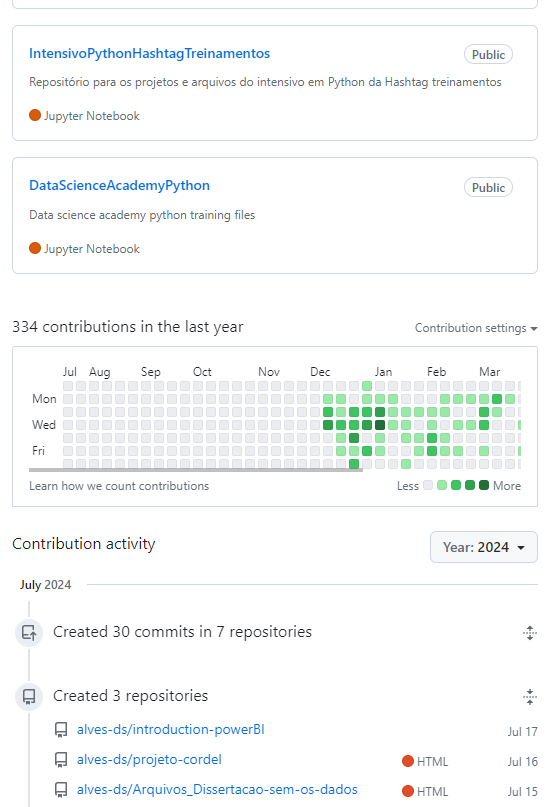 IntensivoPythonHashtagTreinamentos Public
Repositório para os projetos e arquivos do intensivo em Python da Hashtag treinamentos
Jupyter Notebook
DataScienceAcademyPython Public
Data science academy python training files
Jupyter Notebook
334 contributions in the last year Contribution settings
Jul Aug Sep Oct Nov Dec Jan Feb Mar
Mon
Wed
Fri
Learn how we count contributions Less More
Contribution activity Year: 2024
July 2024
Created 30 commits in 7 repositories
Created 3 repositories
alves-ds/introduction-powerBI Jul 17
alves-ds/projeto-cordel HTML Jul 16
alves-ds/Arquivos_Dissertacao-sem-os-dados HTML Jul 15